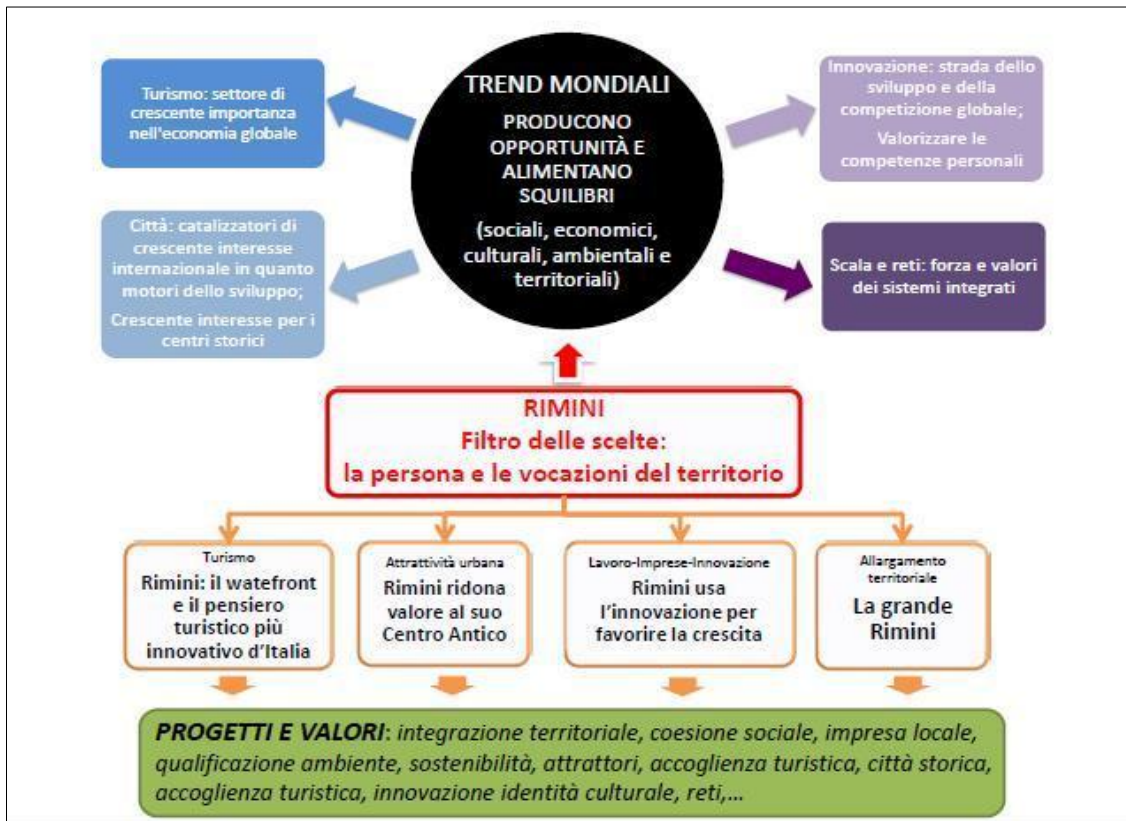 TREND MONDIALI
PRODUCONO
OPPORTUNITÀ E
ALIMENTANO
SQUILIBRI
(sociali, economici,
culturali, ambientali e
territoriali)
Turismo: settore di
crescente importanza
nell'economia globale
Innovazione: strada dello
sviluppo e della
competizione globale;
Valorizzare le
competenze personali
Città: catalizzatori di
crescente interesse
internazionale in quanto
motori dello sviluppo;
Crescente interesse per i
centri storici
Scala e reti: forza e valori
dei sistemi integrati
RIMINI
Filtro delle scelte:
la persona e le vocazioni del territorio
Turismo
Rimini: il watefront
e il pensiero
turistico più
innovativo d'Italia
Attrattività urbana
Rimini ridona
valore al suo
Centro Antico
Lavoro-Imprese-Innovazione
Rimini usa
l'innovazione per
favorire la crescita
Allargamento
territoriale
La grande
Rimini
PROGETTI E VALORI: integrazione territoriale, coesione sociale, impresa locale,
qualificazione ambiente, sostenibilità, attrattori, accoglienza turistica, città storica,
accoglienza turistica, innovazione identità culturale, reti,...